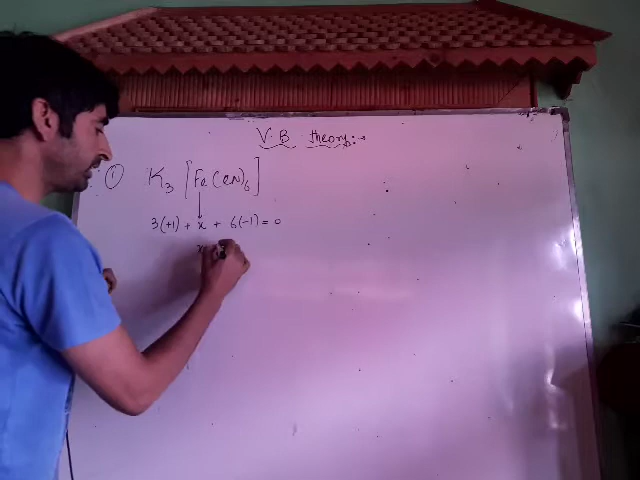 V.B theory:→
① K₃ [Fe(CN)₆]
3(+1) + x + 6(-1) = 0
x